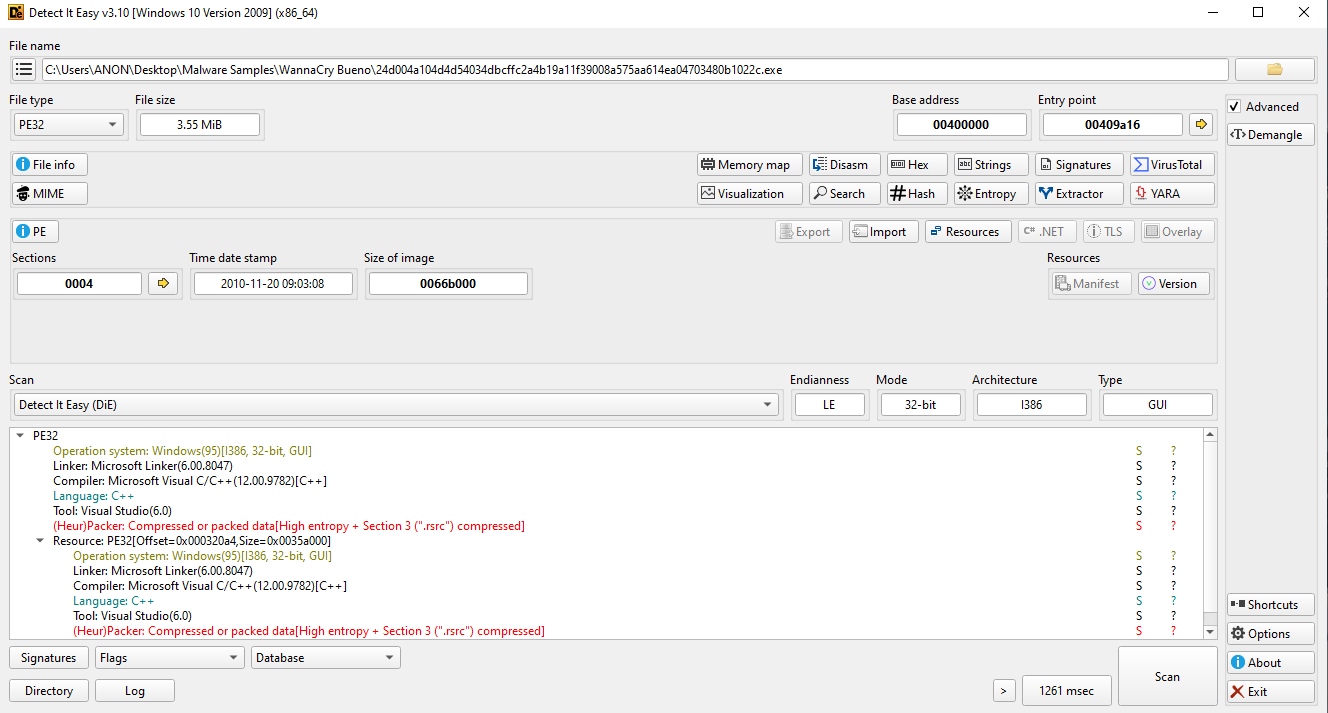 Detect It Easy v3.10 [Windows 10 Version 2009] (x86_64)
File name
C:\Users\ANON\Desktop\Malware Samples\WannaCry Bueno\24d004a104d4d54034dbcffc2a4b19a11f39008a575aa614ea04703480b1022c.exe
File type File size Base address Entry point
PE32 3.55 MiB 00400000 00409a16
Advanced
Demangle
File info Memory map Disasm Hex Strings Signatures VirusTotal
MIME Visualization Search Hash Entropy Extractor YARA
PE Export Import Resources .NET TLS Overlay
Sections Time date stamp Size of image Resources
0004 2010-11-20 09:03:08 0066b000 Manifest Version
Scan Endianness Mode Architecture Type
Detect It Easy (DiE) LE 32-bit I386 GUI
PE32
Operation system: Windows(95)[I386, 32-bit, GUI] S ?
Linker: Microsoft Linker(6.00.8047) S ?
Compiler: Microsoft Visual C/C++(12.00.9782)[C++] S ?
Language: C++ S ?
Tool: Visual Studio(6.0) S ?
(Heur)Packer: Compressed or packed data[High entropy + Section 3 (".rsrc") compressed] S ?
Resource: PE32[Offset=0x000320a4,Size=0x0035a000]
Operation system: Windows(95)[I386, 32-bit, GUI] S ?
Linker: Microsoft Linker(6.00.8047) S ?
Compiler: Microsoft Visual C/C++(12.00.9782)[C++] S ?
Language: C++ S ?
Tool: Visual Studio(6.0) S ?
(Heur)Packer: Compressed or packed data[High entropy + Section 3 (".rsrc") compressed] S ?
Shortcuts
Options
About
Exit
Signatures Flags Database
Directory Log > 1261 msec Scan